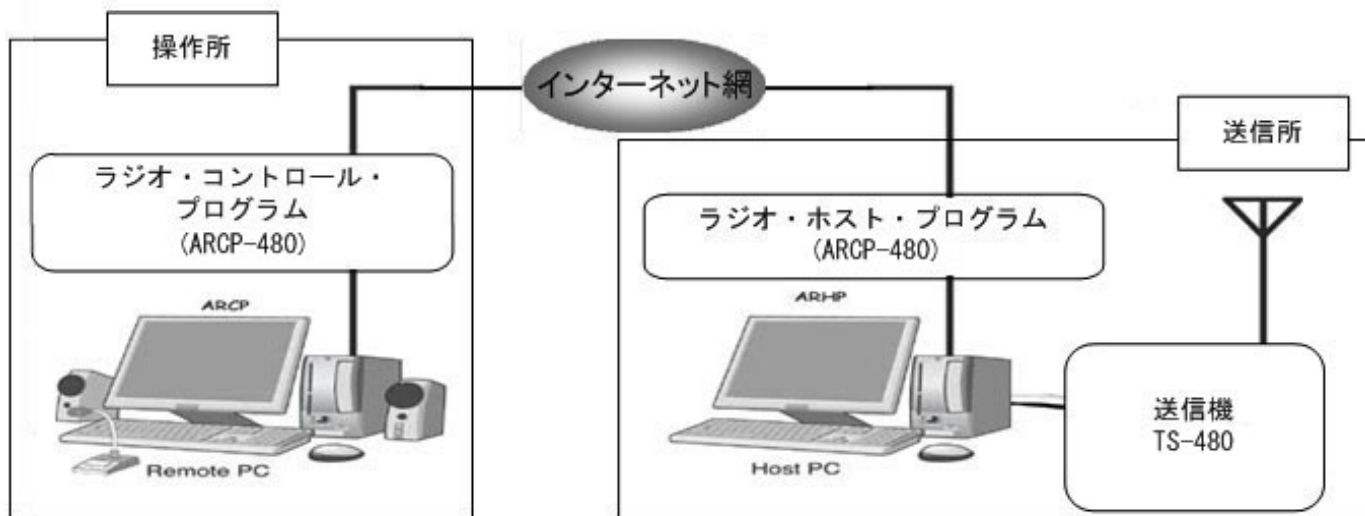 操作所
インターネット網
送信所
ラジオ・コントロール・
プログラム
(ARCP-480)
ラジオ・ホスト・プログラム
(ARCP-480)
ARCP
ARHP
送信機
TS-480
Remote PC
Host PC